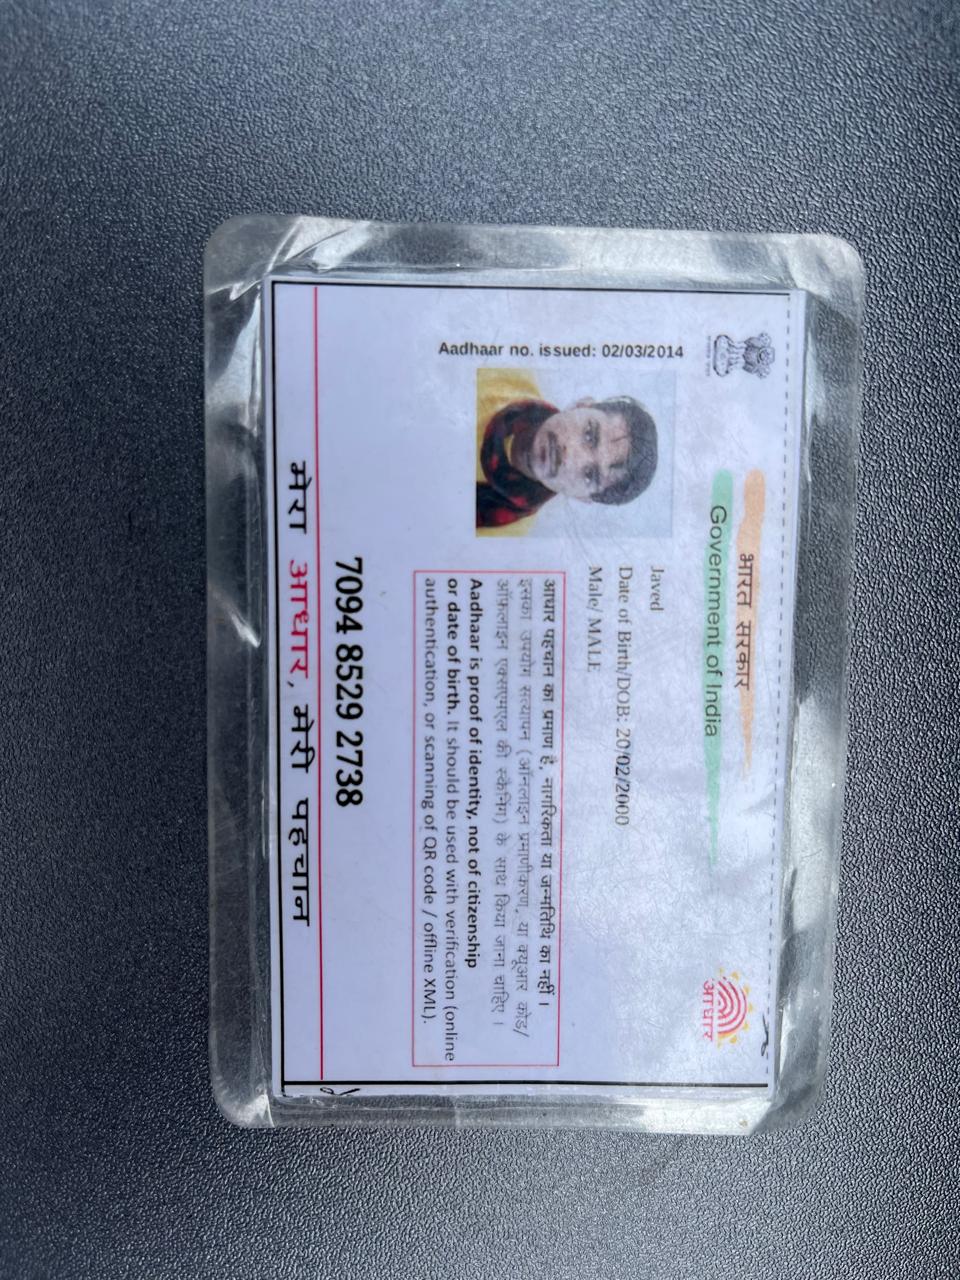 भारत सरकार
Government of India
Aadhaar no. issued: 02/03/2014
Javed
Date of Birth/DOB: 20/02/2000
Male/ MALE
आधार पहचान का प्रमाण है, नागरिकता या जन्मतिथि का नहीं ।
इसका उपयोग सत्यापन (ऑनलाइन प्रमाणीकरण, या क्यूआर कोड/
ऑफलाइन एक्सएमएल की स्कैनिंग) के साथ किया जाना चाहिए ।
Aadhaar is proof of identity, not of citizenship
or date of birth. It should be used with verification (online
authentication, or scanning of QR code / offline XML).
आधार
7094 8529 2738
मेरा आधार, मेरी पहचान